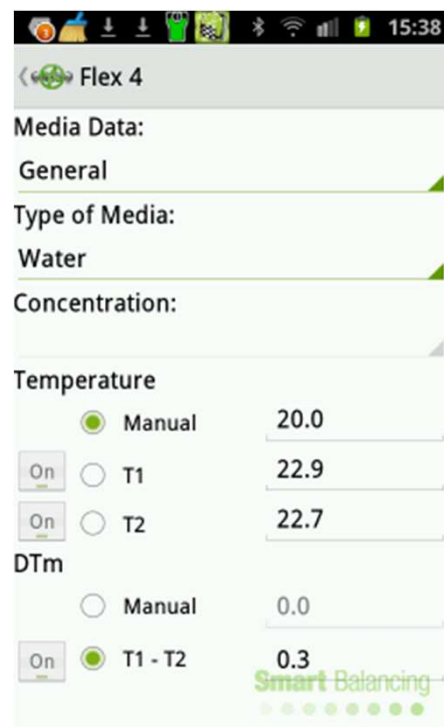 15:38
Flex 4
Media Data:
General
Type of Media:
Water
Concentration:
Temperature
Manual 20.0
On T1 22.9
On T2 22.7
DTm
Manual 0.0
On T1 - T2 0.3
Smart Balancing